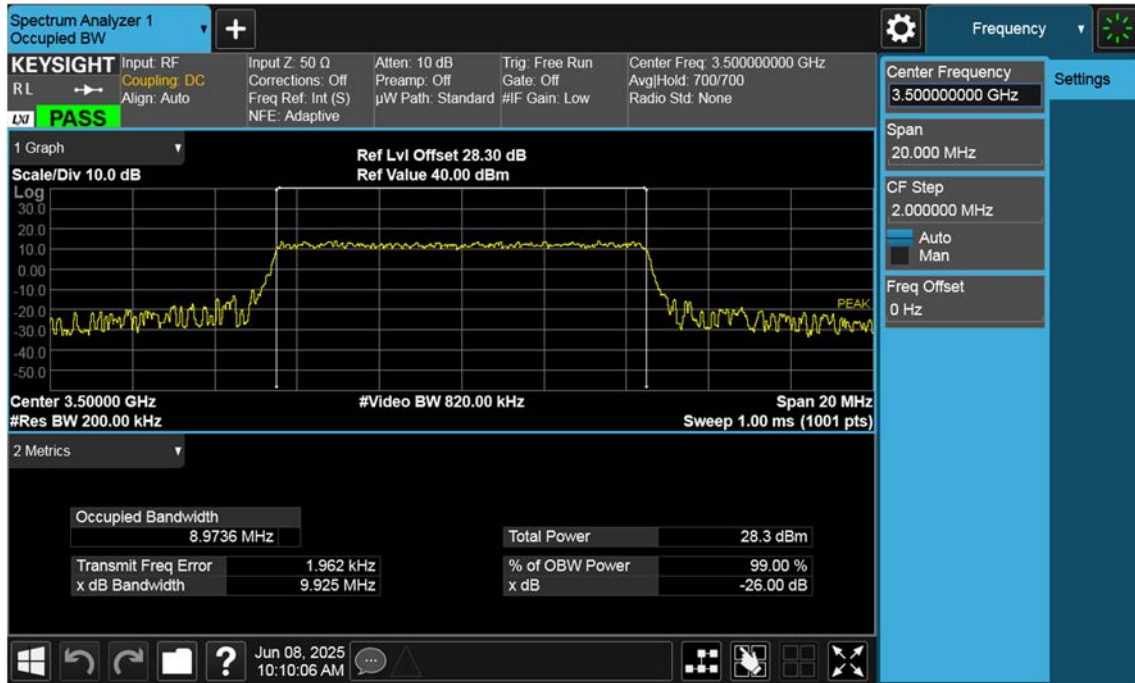 Spectrum Analyzer 1
Occupied BW
+
Frequency
KEYSIGHT
RL
LXI PASS
Input: RF
Coupling: DC
Align: Auto
Input Z: 50 Ω
Corrections: Off
Freq Ref: Int (S)
NFE: Adaptive
Atten: 10 dB
Preamp: Off
µW Path: Standard
Trig: Free Run
Gate: Off
#IF Gain: Low
Center Freq: 3.500000000 GHz
Avg|Hold: 700/700
Radio Std: None
Center Frequency
3.500000000 GHz
Settings
Span
20.000 MHz
CF Step
2.000000 MHz
Auto
Man
Freq Offset
0 Hz
1 Graph
Scale/Div 10.0 dB
Ref Lvl Offset 28.30 dB
Ref Value 40.00 dBm
Log
30.0
20.0
10.0
0.00
-10.0
-20.0
-30.0
-40.0
-50.0
PEAK
Center 3.50000 GHz
#Video BW 820.00 kHz
Span 20 MHz
#Res BW 200.00 kHz
Sweep 1.00 ms (1001 pts)
2 Metrics
Occupied Bandwidth
8.9736 MHz
Total Power 28.3 dBm
Transmit Freq Error 1.962 kHz
% of OBW Power 99.00 %
x dB Bandwidth 9.925 MHz
x dB -26.00 dB
?
Jun 08, 2025
10:10:06 AM